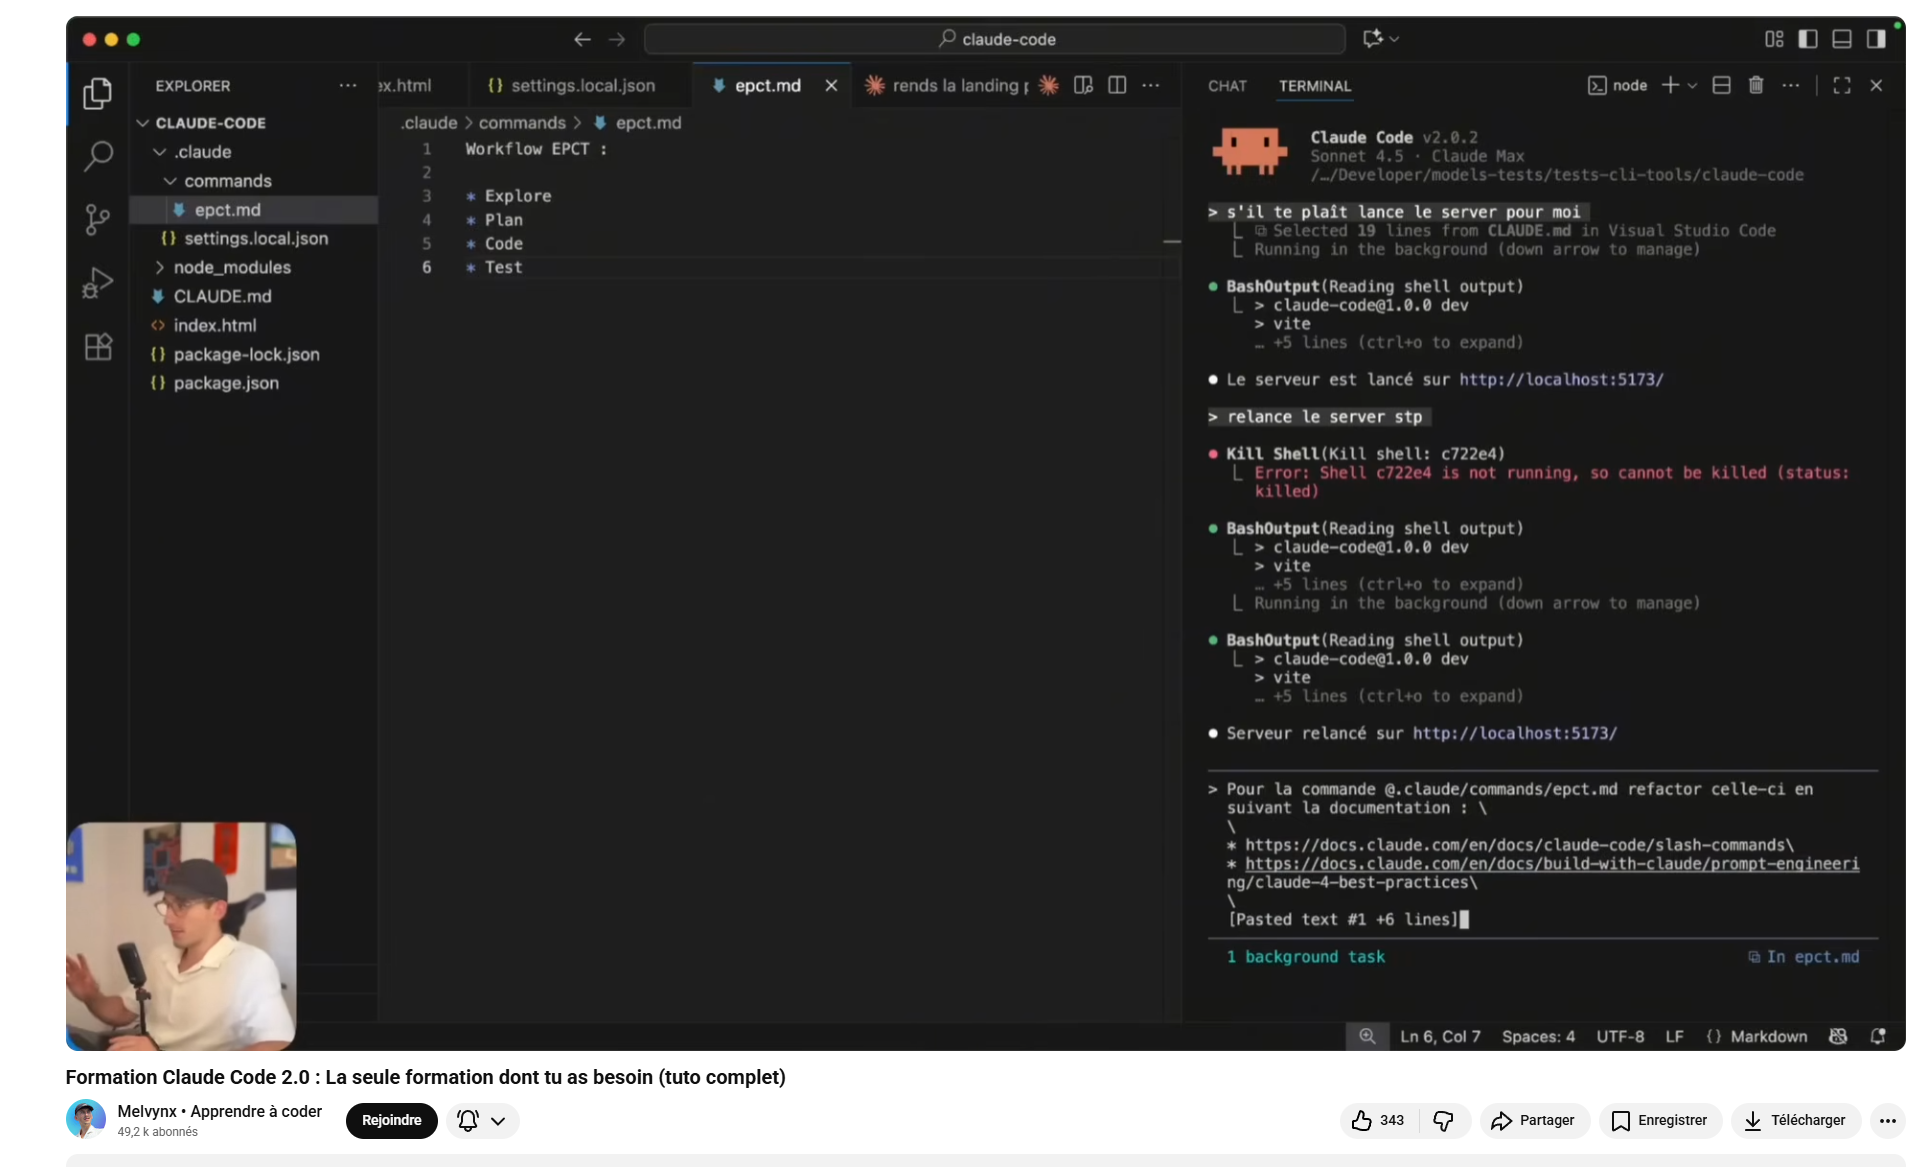 claude-code
EXPLORER
CLAUDE-CODE
.claude
commands
epct.md
settings.local.json
node_modules
CLAUDE.md
index.html
package-lock.json
package.json
ex.html
settings.local.json
epct.md
rends la landing p
.claude > commands > epct.md
1 Workflow EPCT :
2
3 * Explore
4 * Plan
5 * Code
6 * Test
CHAT
TERMINAL
node
Claude Code v2.0.2
Sonnet 4.5 · Claude Max
/…/Developer/models-tests/tests-cli-tools/claude-code
> s'il te plaît lance le server pour moi
Selected 19 lines from CLAUDE.md in Visual Studio Code
Running in the background (down arrow to manage)
BashOutput(Reading shell output)
> claude-code@1.0.0 dev
> vite
… +5 lines (ctrl+o to expand)
Le serveur est lancé sur http://localhost:5173/
> relance le server stp
Kill Shell(Kill shell: c722e4)
Error: Shell c722e4 is not running, so cannot be killed (status:
killed)
BashOutput(Reading shell output)
> claude-code@1.0.0 dev
> vite
… +5 lines (ctrl+o to expand)
Running in the background (down arrow to manage)
BashOutput(Reading shell output)
> claude-code@1.0.0 dev
> vite
… +5 lines (ctrl+o to expand)
Serveur relancé sur http://localhost:5173/
> Pour la commande @.claude/commands/epct.md refactor celle-ci en
suivant la documentation : \
\
* https://docs.claude.com/en/docs/claude-code/slash-commands\
* https://docs.claude.com/en/docs/build-with-claude/prompt-engineeri
ng/claude-4-best-practices\
\
[Pasted text #1 +6 lines]
1 background task
In epct.md
Ln 6, Col 7
Spaces: 4
UTF-8
LF
{} Markdown
Formation Claude Code 2.0 : La seule formation dont tu as besoin (tuto complet)
Melvynx • Apprendre à coder
49,2 k abonnés
Rejoindre
343
Partager
Enregistrer
Télécharger